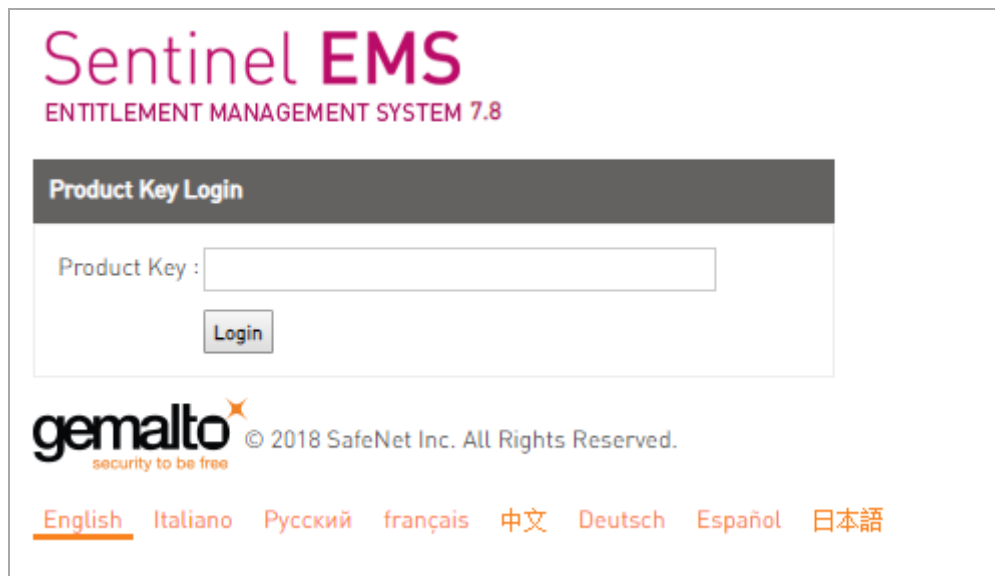 Sentinel EMS
ENTITLEMENT MANAGEMENT SYSTEM 7.8
Product Key Login
Product Key :
Login
gemalto
security to be free
© 2018 SafeNet Inc. All Rights Reserved.
English Italiano Русский français 中文 Deutsch Español 日本語